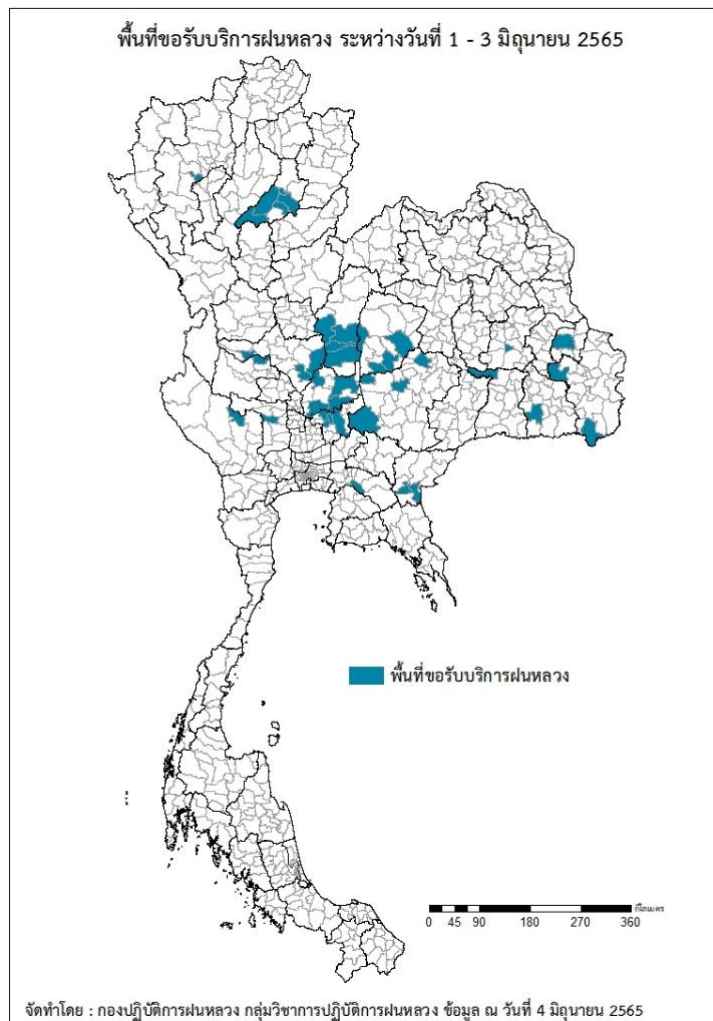 พื้นที่ขอรับบริการฝนหลวง ระหว่างวันที่ 1 - 3 มิถุนายน 2565
พื้นที่ขอรับบริการฝนหลวง
กิโลเมตร
0 45 90 180 270 360
จัดทำโดย : กองปฏิบัติการฝนหลวง กลุ่มวิชาการปฏิบัติการฝนหลวง ข้อมูล ณ วันที่ 4 มิถุนายน 2565